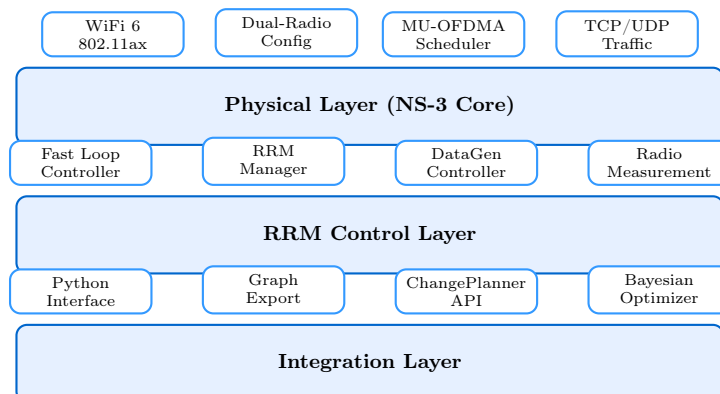 WiFi 6
802.11ax
Dual-Radio
Config
MU-OFDMA
Scheduler
TCP/UDP
Traffic
Physical Layer (NS-3 Core)
Fast Loop
Controller
RRM
Manager
DataGen
Controller
Radio
Measurement
RRM Control Layer
Python
Interface
Graph
Export
ChangePlanner
API
Bayesian
Optimizer
Integration Layer